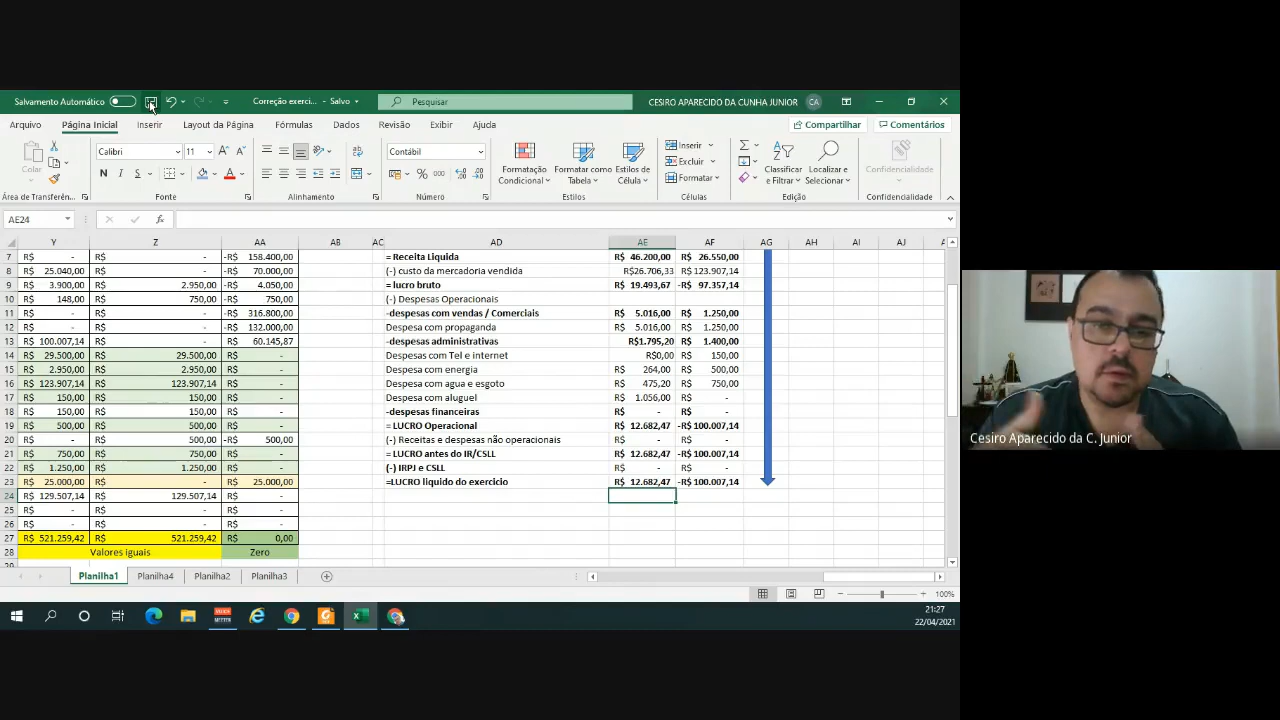 Salvamento Automático Correção exerci... - Salvo Pesquisar CESIRO APARECIDO DA CUNHA JUNIOR CA
Arquivo Página Inicial Inserir Layout da Página Fórmulas Dados Revisão Exibir Ajuda Compartilhar Comentários
Colar Calibri 11 Contábil Formatação Condicional Formatar como Tabela Estilos de Célula Inserir Excluir Formatar Classificar e Filtrar Localizar e Selecionar Confidencialidade
Área de Transferên... Fonte Alinhamento Número Estilos Células Edição Confidencialidade
AE24 fx
Y Z AA AB AC AD AE AF AG AH AI AJ
7 R$ - R$ - -R$ 158.400,00 = Receita Liquida R$ 46.200,00 R$ 26.550,00
8 R$ 25.040,00 R$ - -R$ 70.000,00 (-) custo da mercadoria vendida R$26.706,33 R$123.907,14
9 R$ 3.900,00 R$ 2.950,00 -R$ 4.050,00 = lucro bruto R$ 19.493,67 -R$ 97.357,14
10 R$ 148,00 R$ 750,00 -R$ 750,00 (-) Despesas Operacionais
11 R$ - R$ - -R$ 316.800,00 -despesas com vendas / Comerciais R$ 5.016,00 R$ 1.250,00
12 R$ - R$ - -R$ 132.000,00 Despesa com propaganda R$ 5.016,00 R$ 1.250,00
13 R$ 100.007,14 R$ - R$ 60.145,87 -despesas administrativas R$1.795,20 R$ 1.400,00
14 R$ 29.500,00 R$ 29.500,00 R$ - Despesas com Tel e internet R$0,00 R$ 150,00
15 R$ 2.950,00 R$ 2.950,00 R$ - Despesa com energia R$ 264,00 R$ 500,00
16 R$ 123.907,14 R$ 123.907,14 R$ - Despesa com agua e esgoto R$ 475,20 R$ 750,00
17 R$ 150,00 R$ 150,00 R$ - Despesa com aluguel R$ 1.056,00 R$ -
18 R$ 150,00 R$ 150,00 R$ - -despesas financeiras R$ - R$ -
19 R$ 500,00 R$ 500,00 R$ - = LUCRO Operacional R$ 12.682,47 -R$ 100.007,14
20 R$ - R$ 500,00 -R$ 500,00 (-) Receitas e despesas não operacionais R$ - R$ -
21 R$ 750,00 R$ 750,00 R$ - = LUCRO antes do IR/CSLL R$ 12.682,47 -R$ 100.007,14
22 R$ 1.250,00 R$ 1.250,00 R$ - (-) IRPJ e CSLL R$ - R$ -
23 R$ 25.000,00 R$ - R$ 25.000,00 =LUCRO liquido do exercicio R$ 12.682,47 -R$ 100.007,14
24 R$ 129.507,14 R$ 129.507,14 R$ -
25 R$ - R$ - R$ -
26 R$ - R$ - R$ -
27 R$ 521.259,42 R$ 521.259,42 R$ 0,00
28 Valores iguais Zero
Planilha1 Planilha4 Planilha2 Planilha3
100%
21:27
22/04/2021
Cesiro Aparecido da C. Junior